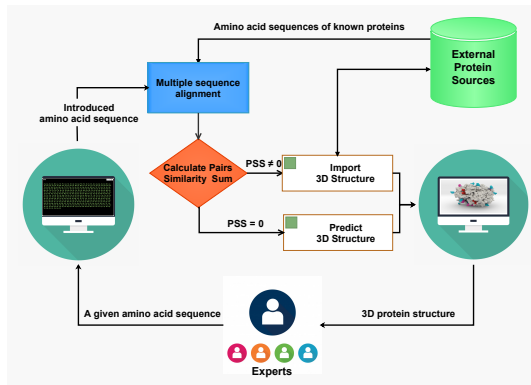 Amino acid sequences of known proteins
External
Protein
Sources
Multiple sequence
alignment
Introduced
amino acid sequence
Calculate Pairs
Similarity Sum
PSS ≠ 0
Import
3D Structure
PSS = 0
Predict
3D Structure
A given amino acid sequence
3D protein structure
Experts